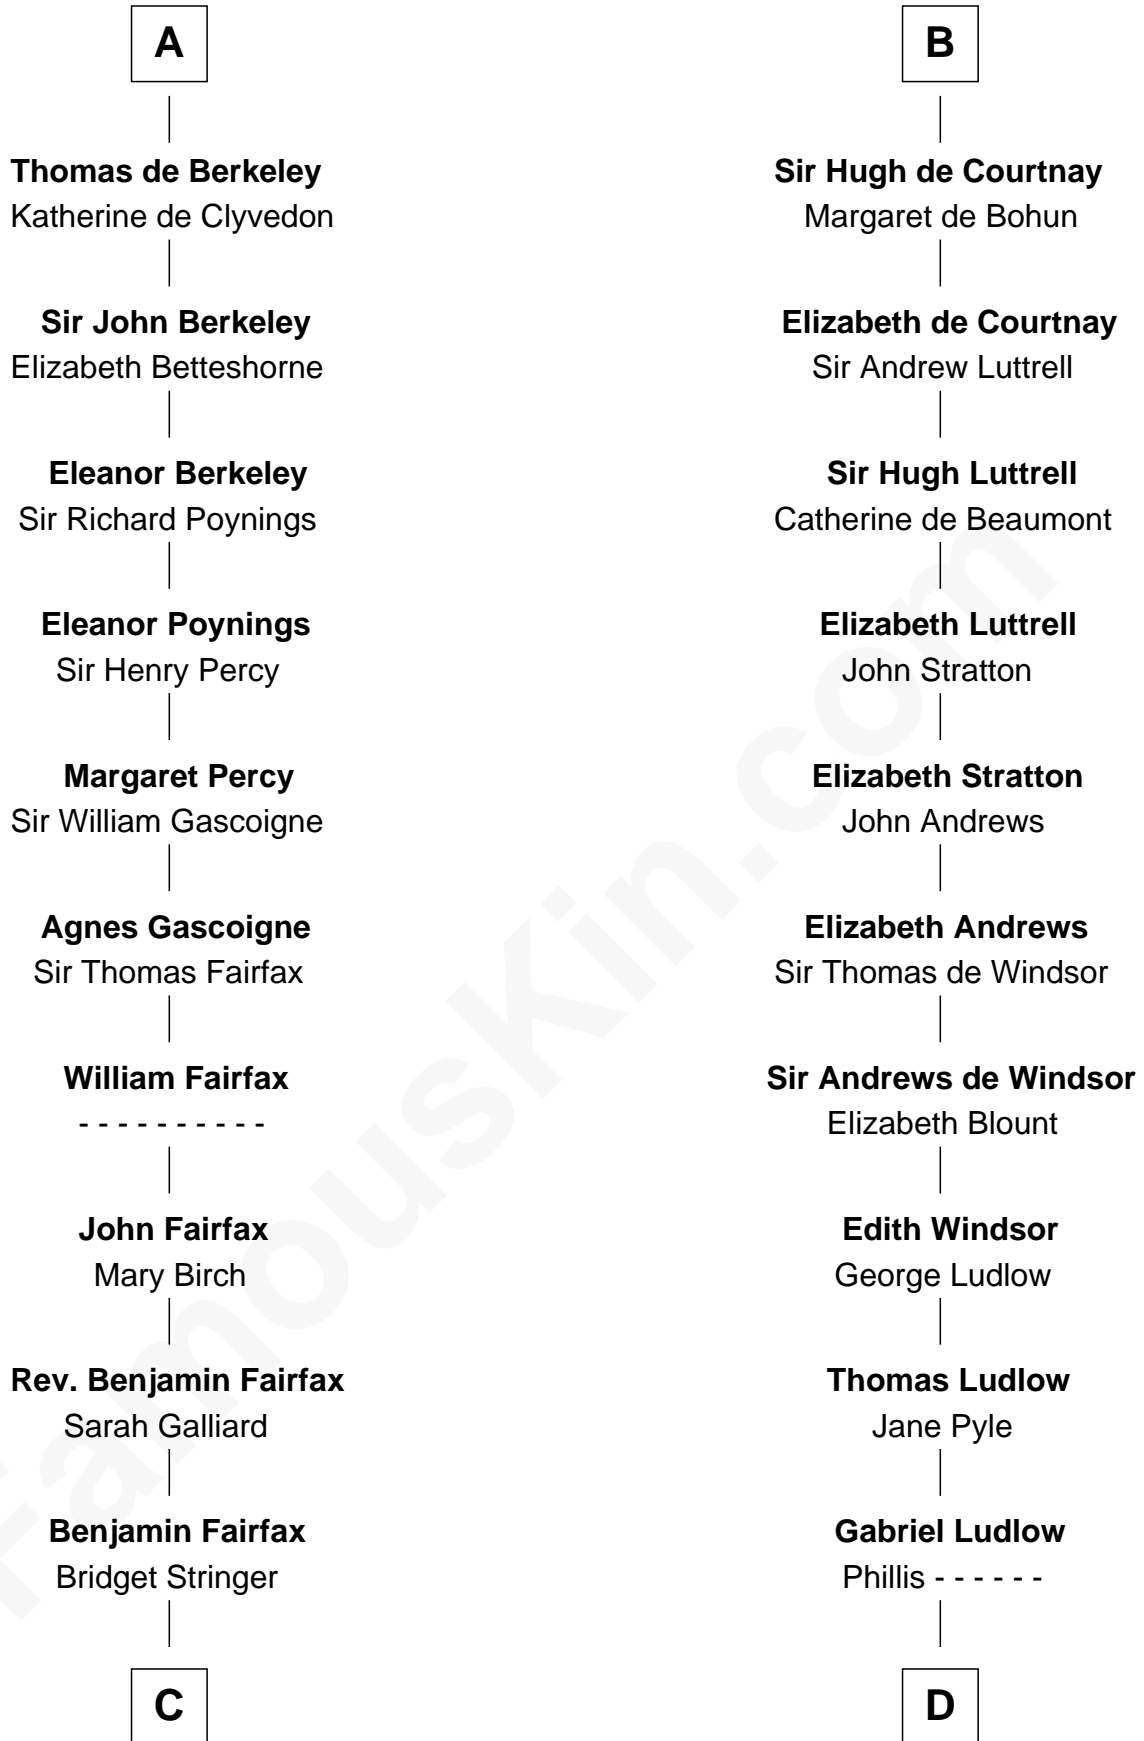 A
Thomas de Berkeley
Katherine de Clyvedon
Sir John Berkeley
Elizabeth Betteshorne
Eleanor Berkeley
Sir Richard Poynings
Eleanor Poynings
Sir Henry Percy
Margaret Percy
Sir William Gascoigne
Agnes Gascoigne
Sir Thomas Fairfax
William Fairfax
- - - - - - - - - -
John Fairfax
Mary Birch
Rev. Benjamin Fairfax
Sarah Galliard
Benjamin Fairfax
Bridget Stringer
C
B
Sir Hugh de Courtnay
Margaret de Bohun
Elizabeth de Courtnay
Sir Andrew Luttrell
Sir Hugh Luttrell
Catherine de Beaumont
Elizabeth Luttrell
John Stratton
Elizabeth Stratton
John Andrews
Elizabeth Andrews
Sir Thomas de Windsor
Sir Andrews de Windsor
Elizabeth Blount
Edith Windsor
George Ludlow
Thomas Ludlow
Jane Pyle
Gabriel Ludlow
Phillis - - - - - -
D
FamousKin.com